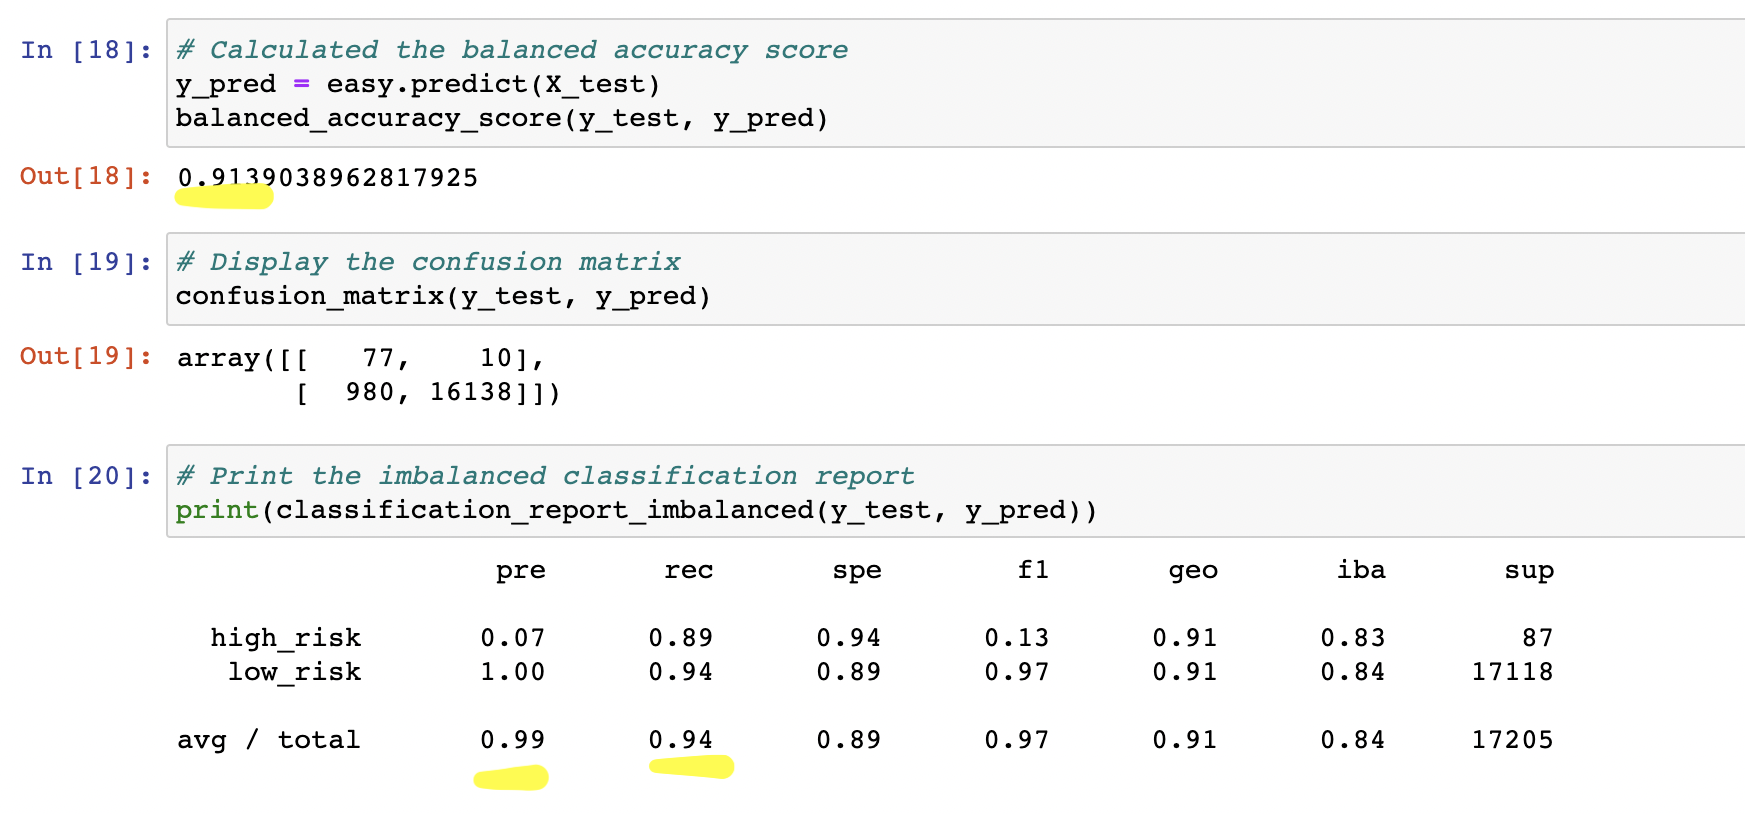 In [18]: # Calculated the balanced accuracy score
y_pred = easy.predict(X_test)
balanced_accuracy_score(y_test, y_pred)
Out[18]: 0.9139038962817925
In [19]: # Display the confusion matrix
confusion_matrix(y_test, y_pred)
Out[19]: array([[   77,    10],
       [  980, 16138]])
In [20]: # Print the imbalanced classification report
print(classification_report_imbalanced(y_test, y_pred))
pre rec spe f1 geo iba sup
high_risk 0.07 0.89 0.94 0.13 0.91 0.83 87
low_risk 1.00 0.94 0.89 0.97 0.91 0.84 17118
avg / total 0.99 0.94 0.89 0.97 0.91 0.84 17205